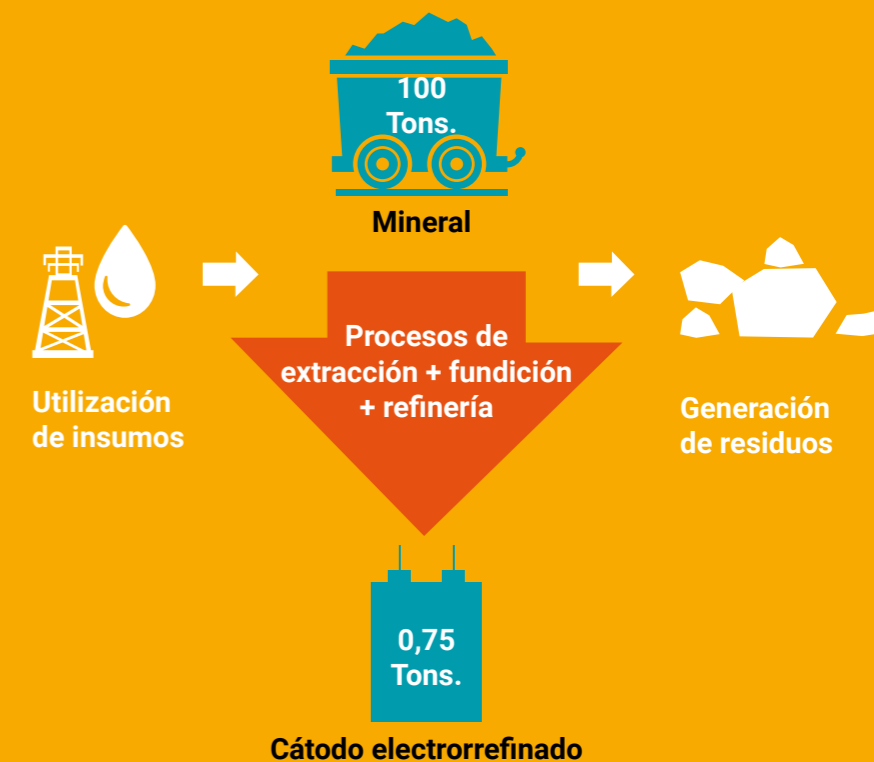 100
Tons.
Mineral
Procesos de
extracción + fundición
+ refinería
Utilización
de insumos
Generación
de residuos
0,75
Tons.
Cátodo electrorrefinado